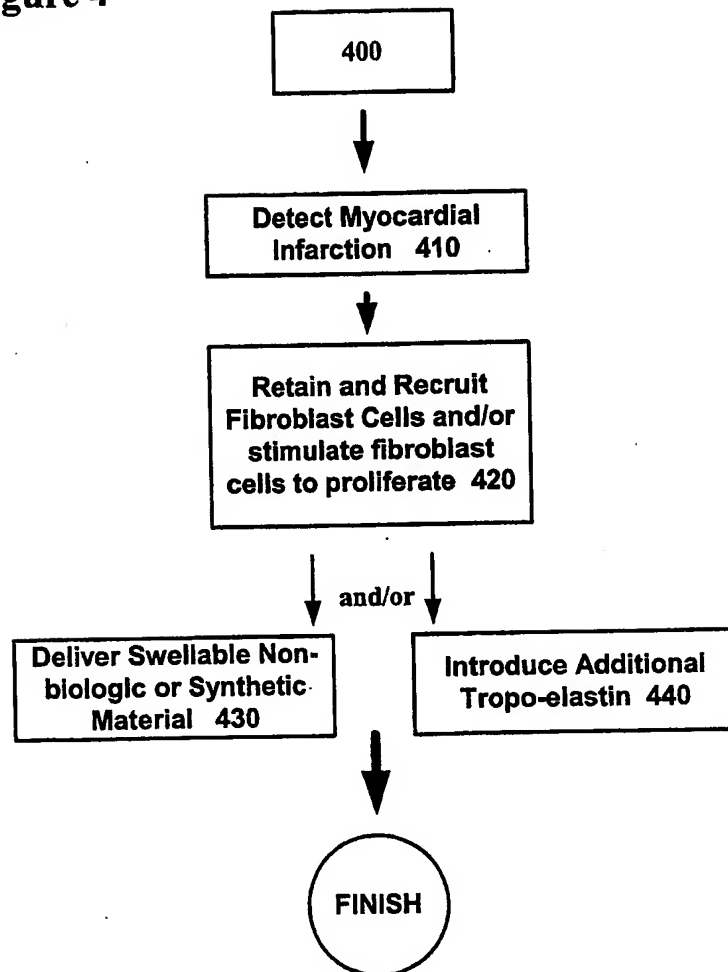 gure 4
400
Detect Myocardial
Infarction 410
Retain and Recruit
Fibroblast Cells and/or
stimulate fibroblast
cells to proliferate 420
and/or
Deliver Swellable Non-
biologic or Synthetic
Material 430
Introduce Additional
Tropo-elastin 440
FINISH